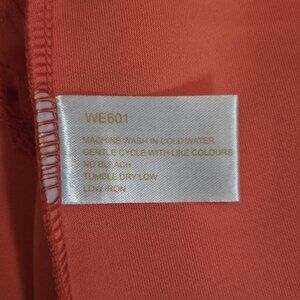 WE601
MACHINE WASH IN COLD WATER
GENTLE CYCLE WITH LIKE COLOURS
NO BLEACH
TUMBLE DRY LOW
LOW IRON